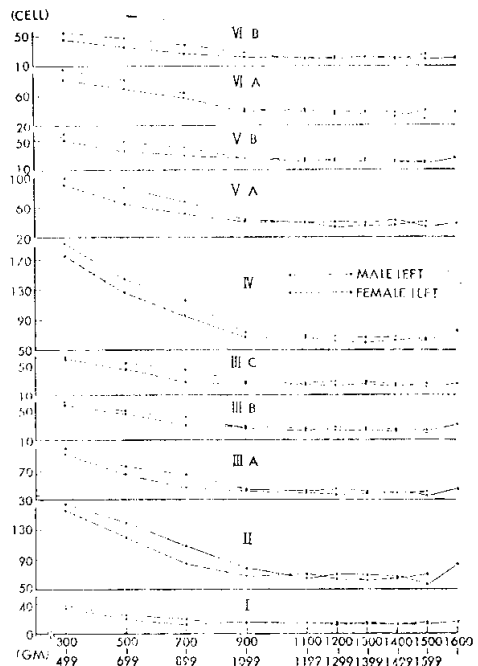 (CELL)
50
VI B
10
VI A
60
20
V B
50
10
100
V A
60
20
170
IV
MALE LEFT
FEMALE LEFT
130
90
50
50
III C
10
50
III B
10
III A
70
30
II
130
90
50
I
40
0
300 500 700 900 1100 1200 1300 1400 1500 1600
(GM) 499 699 899 1099 1199 1299 1399 1499 1599